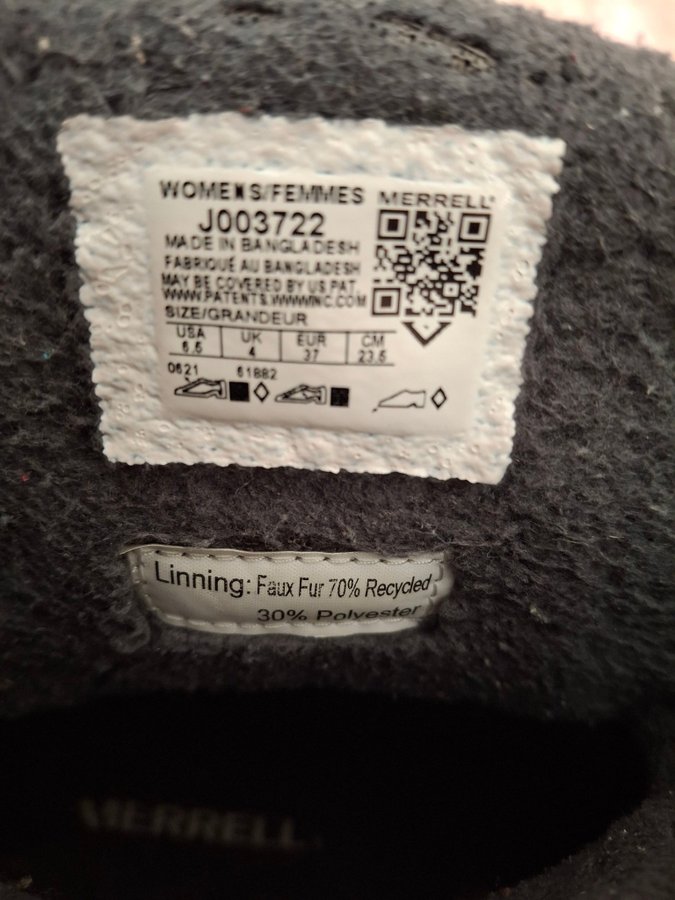 WOMENS/FEMMES
MERRELL®
J003722
MADE IN BANGLADESH
FABRIQUÉ AU BANGLADESH
MAY BE COVERED BY US PAT.
WWW.PATENTS.WWWINC.COM
SIZE/GRANDEUR
USA UK EUR CM
6.5 4 37 23.5
0621 61882
Linning: Faux Fur 70% Recycled
30% Polyester
MERRELL